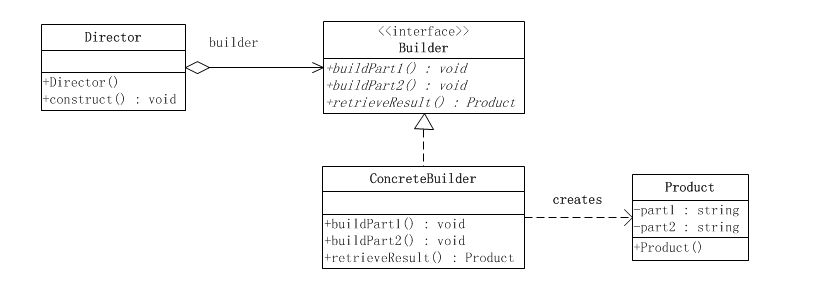 Director
+Director()
+construct() : void
builder
<<interface>>
Builder
+buildPart1() : void
+buildPart2() : void
+retrieveResult() : Product
ConcreteBuilder
+buildPart1() : void
+buildPart2() : void
+retrieveResult() : Product
creates
Product
-part1 : string
-part2 : string
+Product()